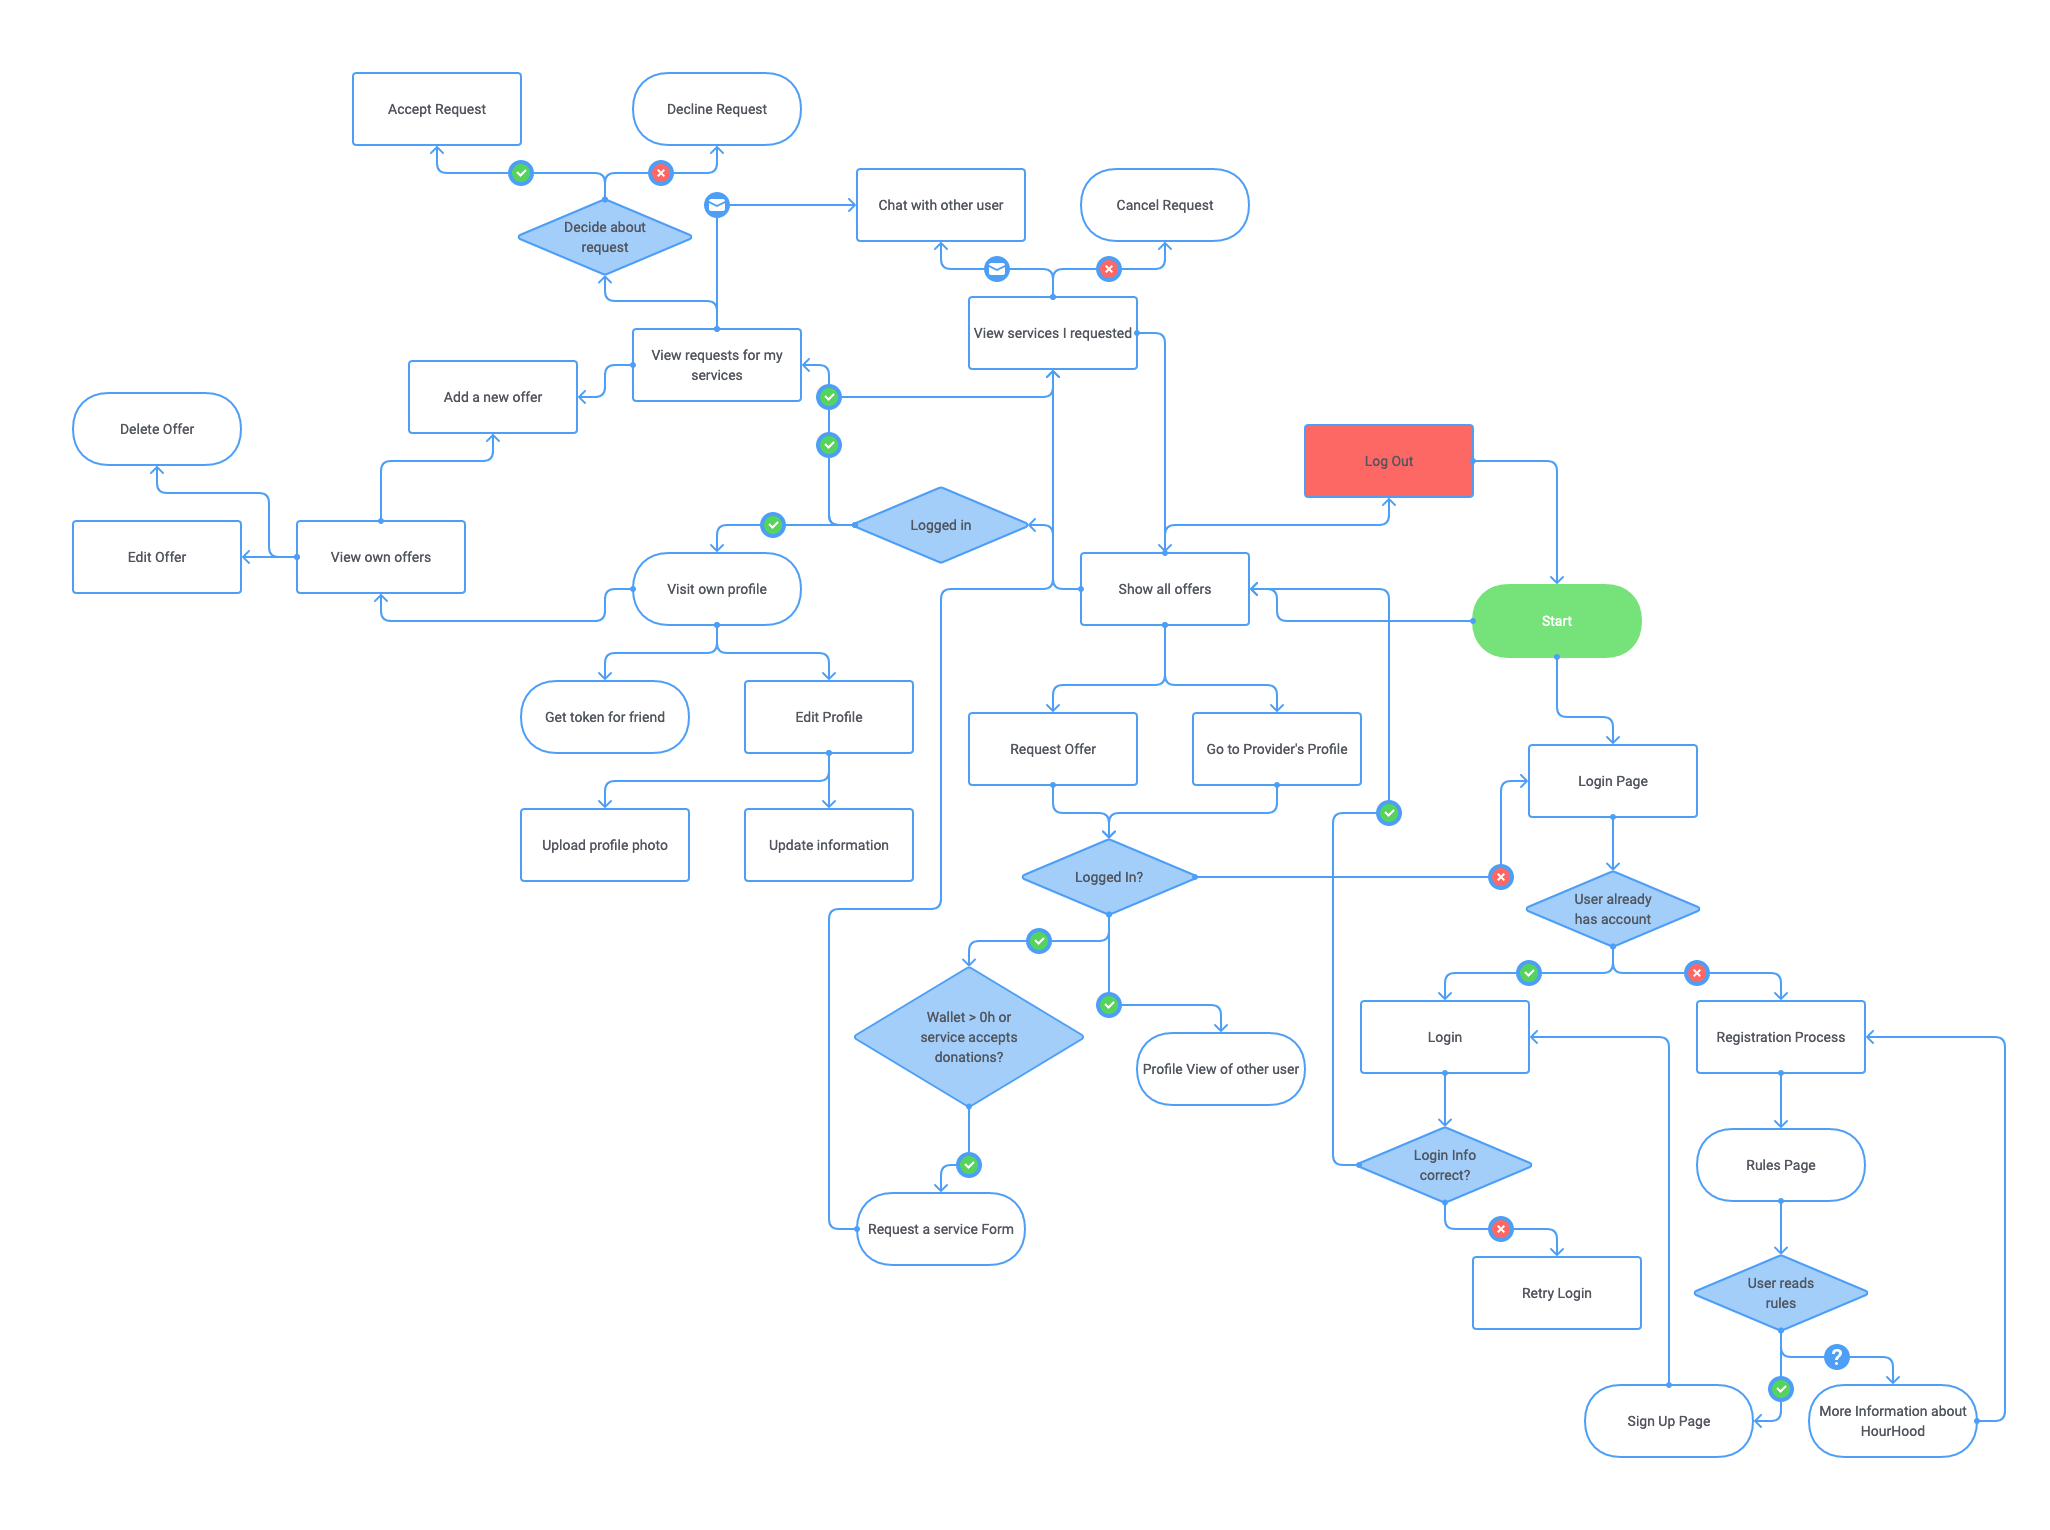 Accept Request
Decline Request
Chat with other user
Cancel Request
Decide about
request
View services I requested
View requests for my
services
Add a new offer
Delete Offer
Log Out
Logged in
Edit Offer
View own offers
Visit own profile
Show all offers
Start
Get token for friend
Edit Profile
Request Offer
Go to Provider's Profile
Login Page
Upload profile photo
Update information
Logged In?
User already
has account
Wallet > 0h or
service accepts
donations?
Profile View of other user
Login
Registration Process
Login Info
correct?
Rules Page
Request a service Form
Retry Login
User reads
rules
?
Sign Up Page
More Information about
HourHood